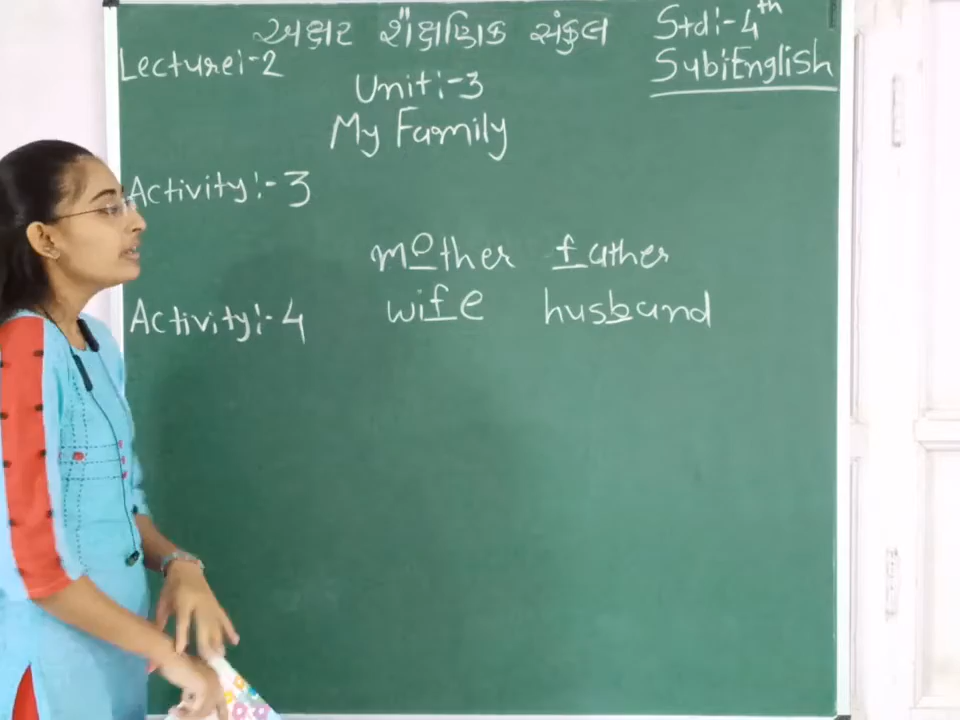 અક્ષર શૈક્ષણિક સંકુલ
Std:- 4th
Lecture:-2
Sub:English
Unit:-3
My Family
Activity:-3
mother father
Activity:-4
wife husband